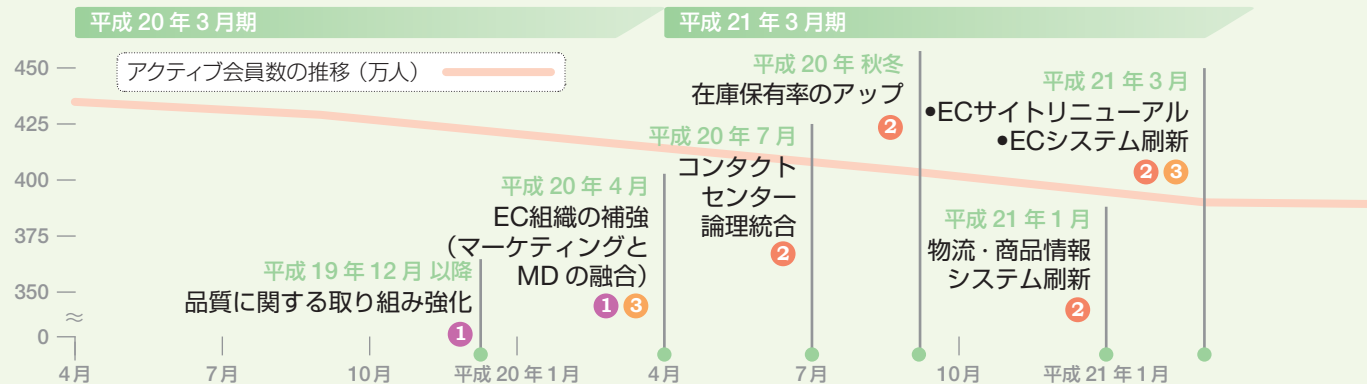 平成 20 年 3 月期
平成 21 年 3 月期
アクティブ会員数の推移（万人）
450
425
400
375
350
0
平成 19 年 12 月 以降
品質に関する取り組み強化
1
平成 20 年 4 月
EC組織の補強
（マーケティングと
MD の融合）
1 3
平成 20 年 7 月
コンタクト
センター
論理統合
2
平成 20 年 秋冬
在庫保有率のアップ
2
平成 21 年 1 月
物流・商品情報
システム刷新
2
平成 21 年 3 月
•ECサイトリニューアル
•ECシステム刷新
2 3
4月
7月
10月
平成 20 年 1 月
4月
7月
10月
平成 21 年 1 月